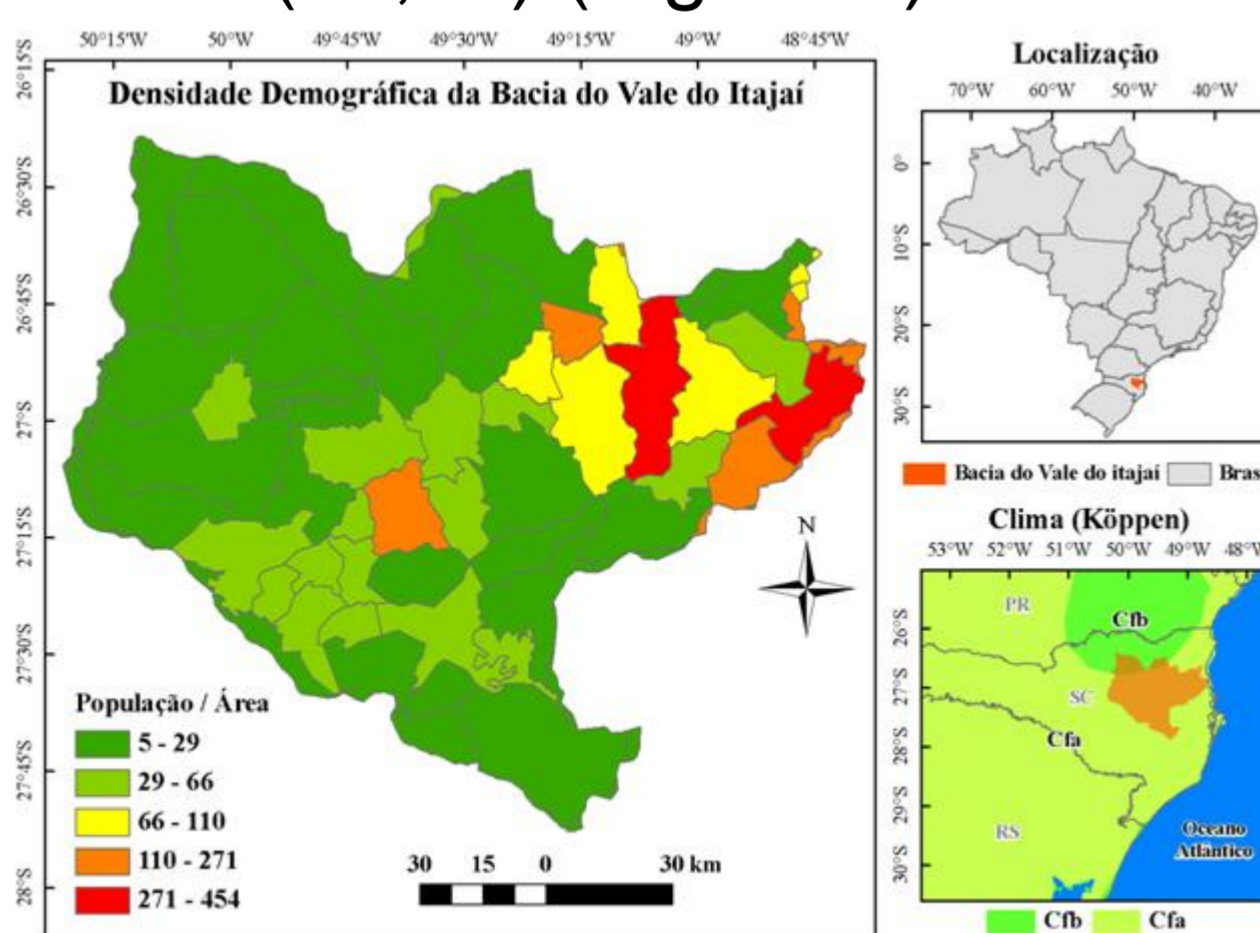 50°15'W 50°W 49°45'W 49°30'W 49°15'W 49°W 48°45'W
26°15'S
26°30'S
26°45'S
27°S
27°15'S
27°30'S
27°45'S
28°S
Densidade Demográfica da Bacia do Vale do Itajaí
N
População / Área
5 - 29
29 - 66
66 - 110
110 - 271
271 - 454
30 15 0 30 km
Localização
70°W 60°W 50°W 40°W
0°
10°S
20°S
30°S
Bacia do Vale do itajaí Bras
Clima (Köppen)
53°W 52°W 51°W 50°W 49°W 48°W
26°S
27°S
28°S
29°S
30°S
PR
Cfb
SC
Cfa
RS
Oceano
Atlântico
Cfb Cfa